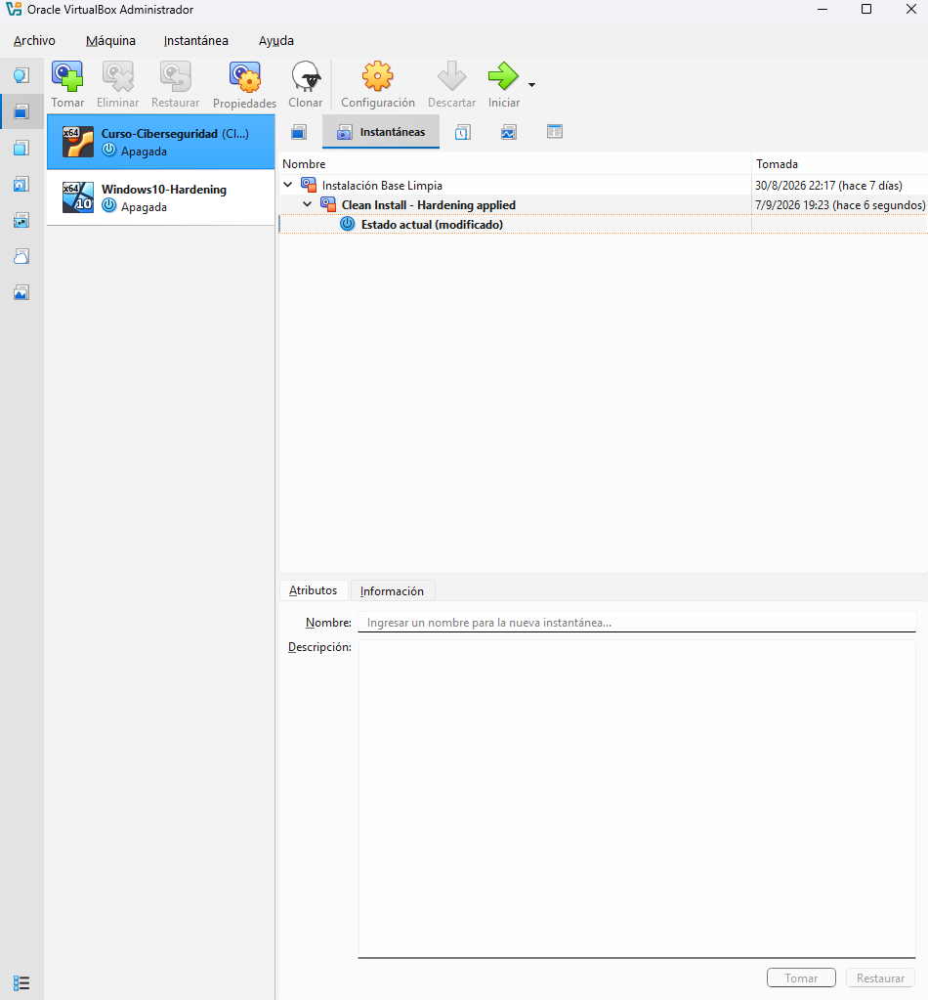 Oracle VirtualBox Administrador
Archivo Máquina Instantánea Ayuda
Tomar Eliminar Restaurar Propiedades Clonar Configuración Descartar Iniciar
x64 Curso-Ciberseguridad (Cl...)
Apagada
x64 10 Windows10-Hardening
Apagada
Instantáneas
Nombre Tomada
Instalación Base Limpia 30/8/2026 22:17 (hace 7 días)
Clean Install - Hardening applied 7/9/2026 19:23 (hace 6 segundos)
Estado actual (modificado)
Atributos Información
Nombre: Ingresar un nombre para la nueva instantánea...
Descripción:
Tomar Restaurar